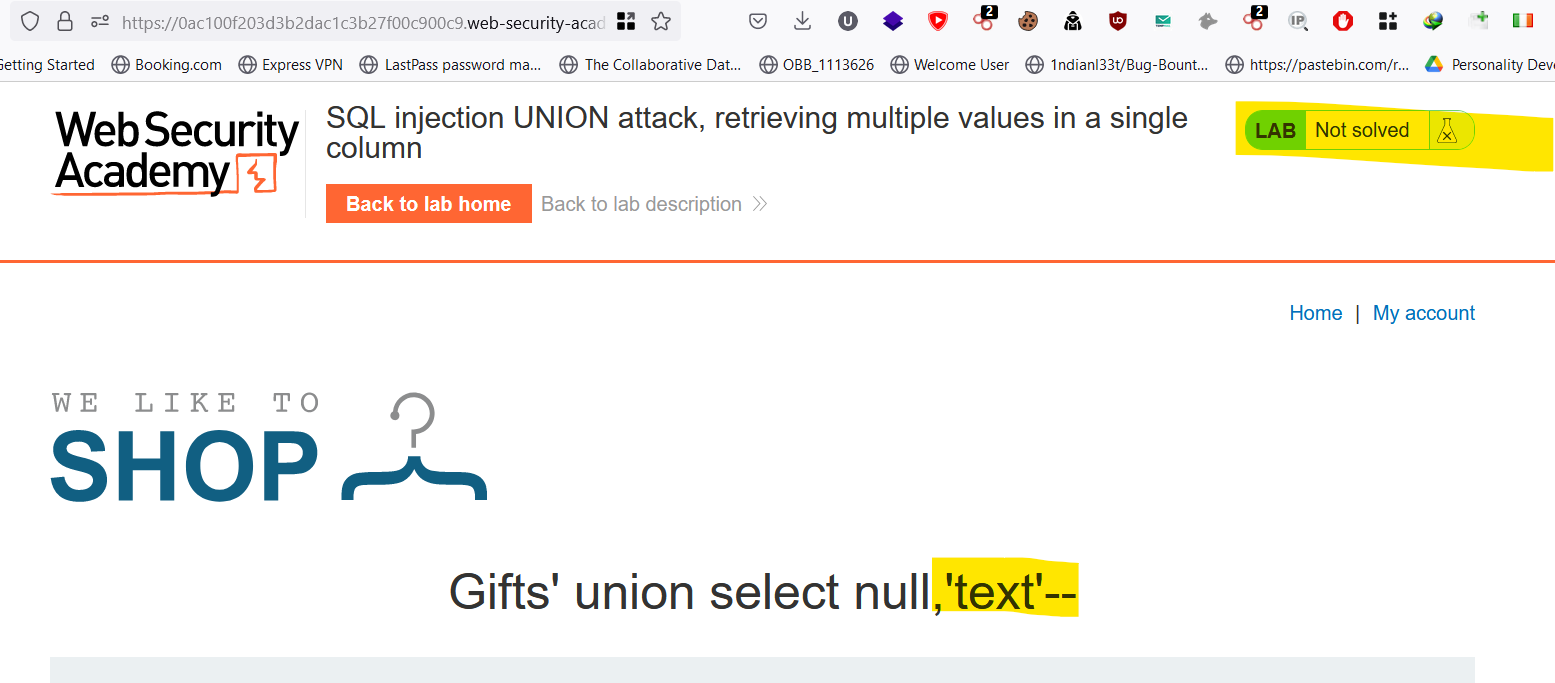 https://0ac100f203d3b2dac1c3b27f00c900c9.web-security-acad
U 2 UD 2 IP
Getting Started Booking.com Express VPN LastPass password ma... The Collaborative Dat... OBB_1113626 Welcome User 1ndianl33t/Bug-Bount... https://pastebin.com/r... Personality Deve
Web Security
Academy
SQL injection UNION attack, retrieving multiple values in a single
column
LAB Not solved
Back to lab home Back to lab description
Home | My account
WE LIKE TO
SHOP
Gifts' union select null,'text'--